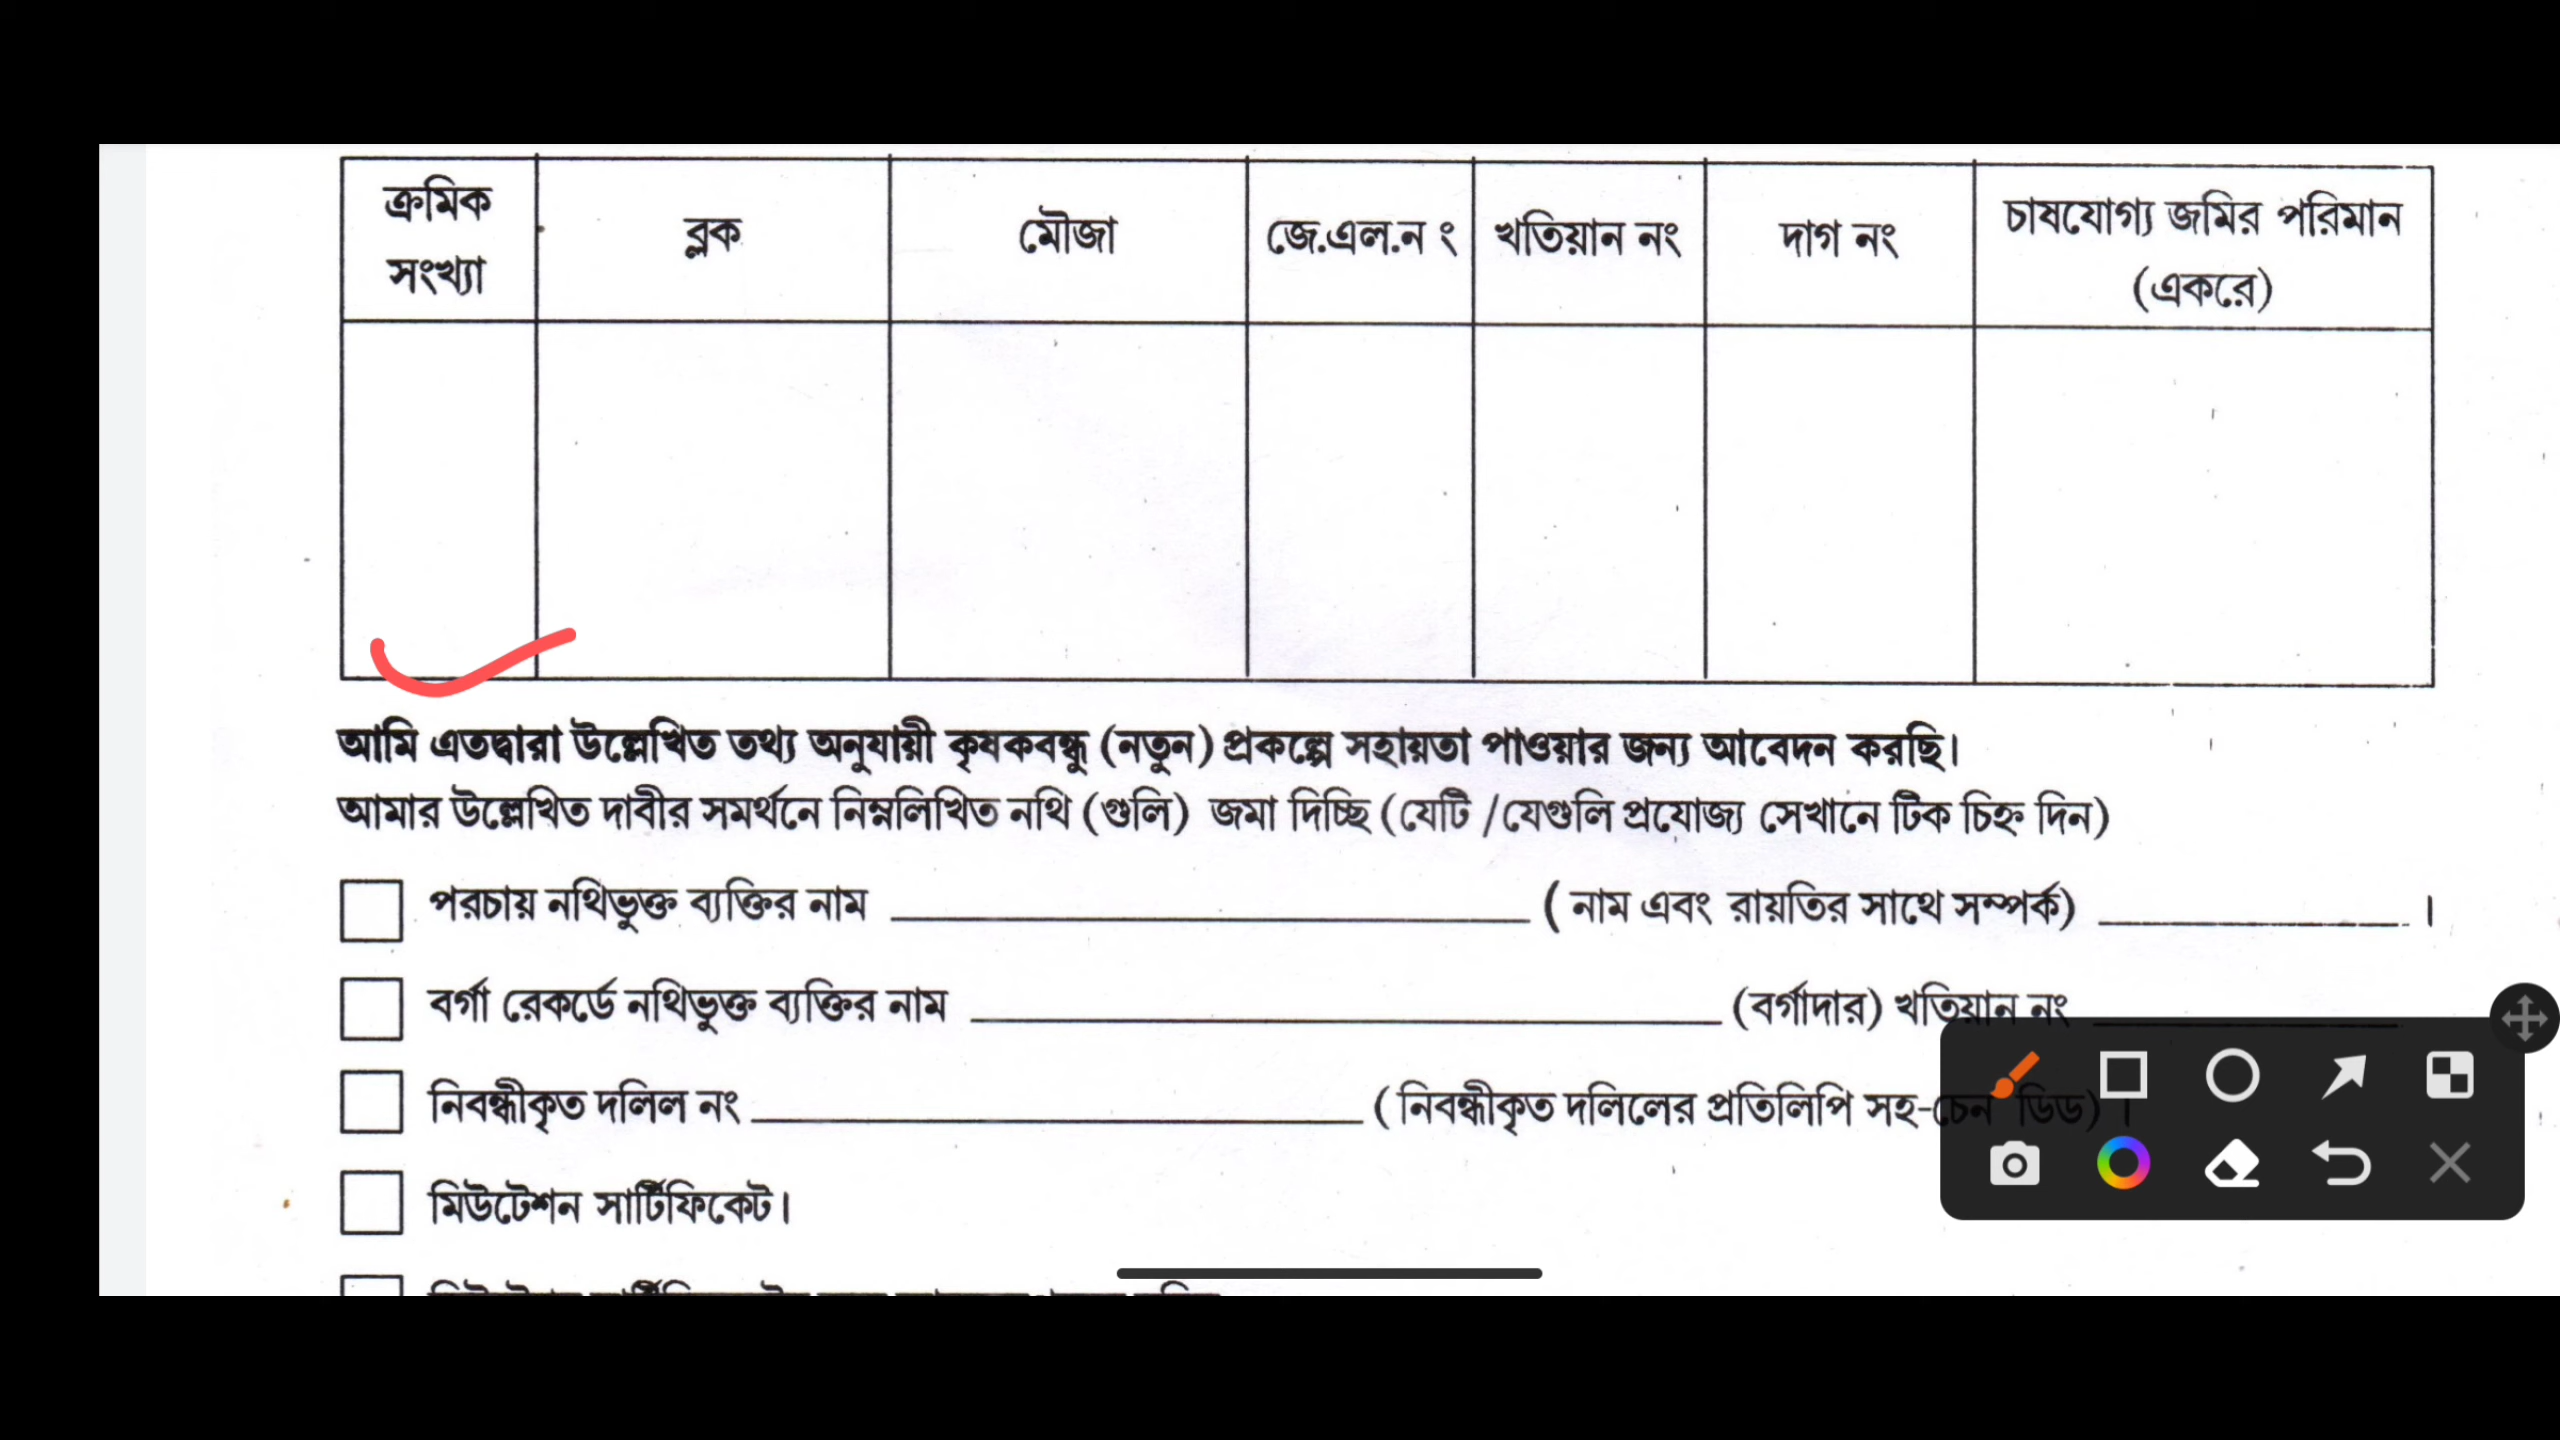 ক্রমিক সংখ্যা
ব্লক
মৌজা
জে.এল.ন ং
খতিয়ান নং
দাগ নং
চাষযোগ্য জমির পরিমান (একরে)
আমি এতদ্বারা উল্লেখিত তথ্য অনুযায়ী কৃষকবন্ধু (নতুন) প্রকল্পে সহায়তা পাওয়ার জন্য আবেদন করছি।
আমার উল্লেখিত দাবীর সমর্থনে নিম্নলিখিত নথি (গুলি) জমা দিচ্ছি (যেটি /যেগুলি প্রযোজ্য সেখানে টিক চিহ্ন দিন)
পরচায় নথিভুক্ত ব্যক্তির নাম ( নাম এবং রায়তির সাথে সম্পর্ক) ।
বর্গা রেকর্ডে নথিভুক্ত ব্যক্তির নাম (বর্গাদার) খতিয়ান নং
নিবন্ধীকৃত দলিল নং ( নিবন্ধীকৃত দলিলের প্রতিলিপি সহ-চেন ডিড) ।
মিউটেশন সার্টিফিকেট।